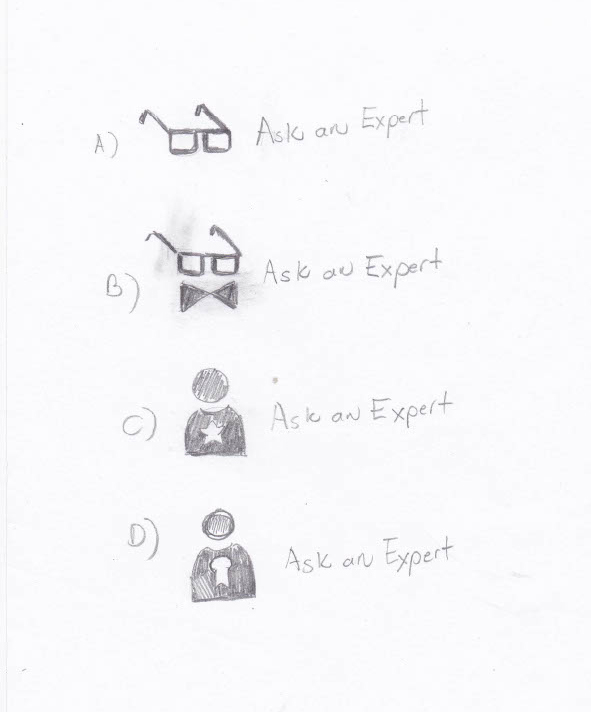 A) Ask an Expert
B) Ask an Expert
C) Ask an Expert
D) Ask an Expert